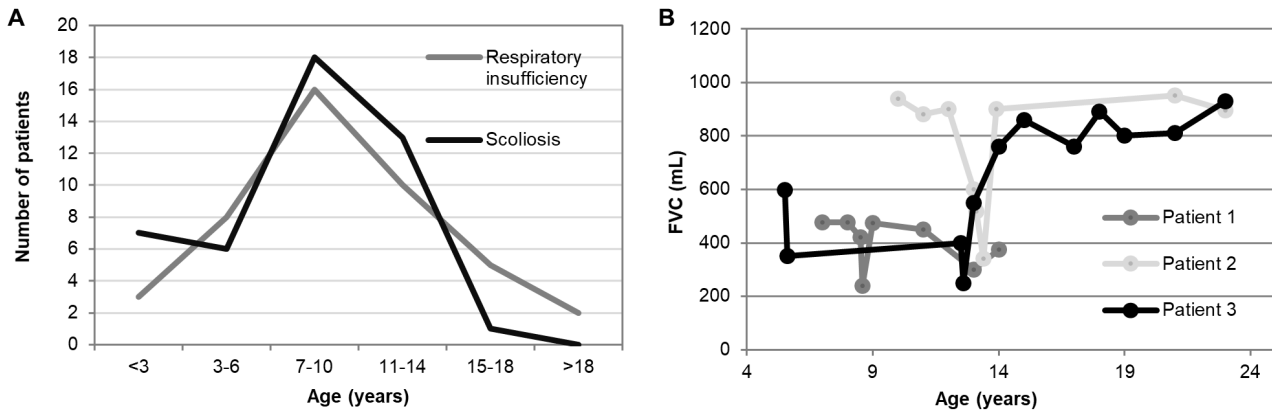 A
20
18
16
14
12
10
8
6
4
2
0
Number of patients
Respiratory
insufficiency
Scoliosis
<3 3-6 7-10 11-14 15-18 >18
Age (years)
B
1200
1000
800
600
400
200
0
FVC (mL)
Patient 1
Patient 2
Patient 3
4 9 14 19 24
Age (years)